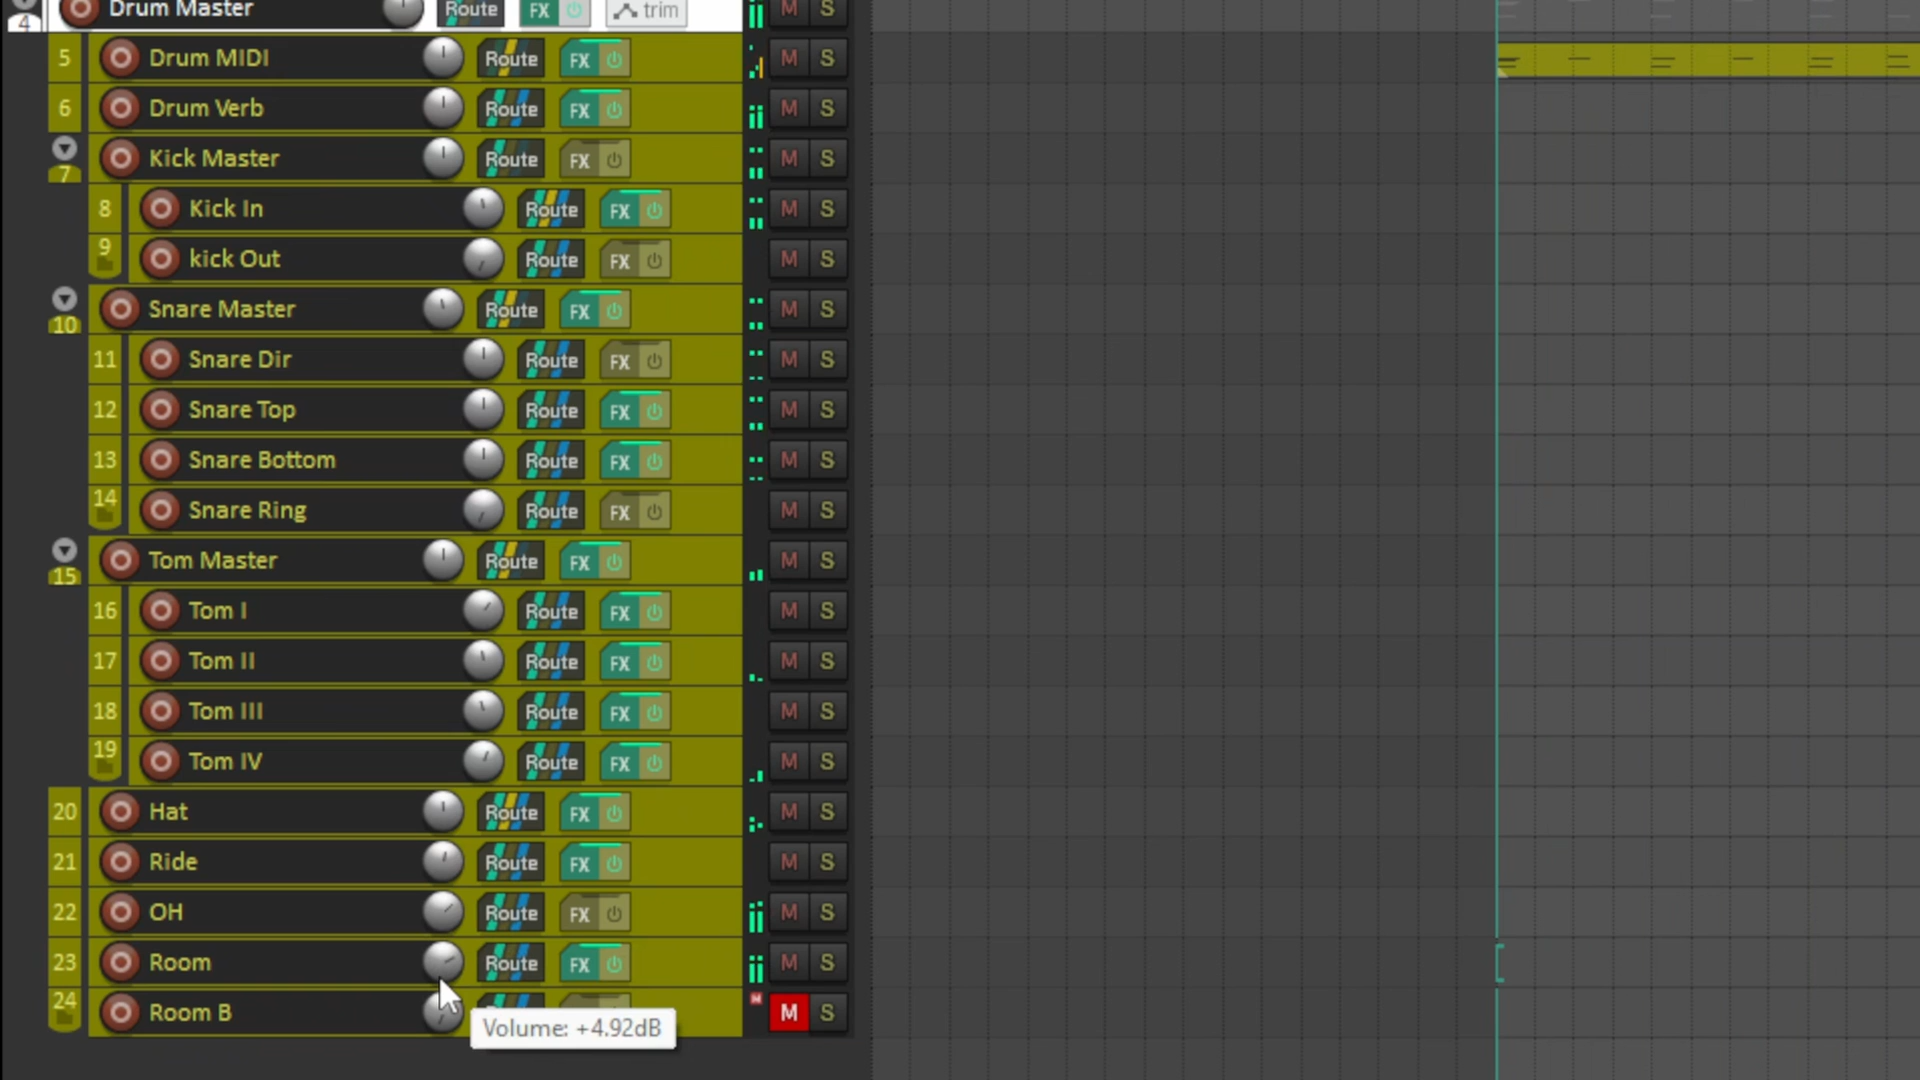 4 Drum Master Route FX trim M S
5 Drum MIDI Route FX M S
6 Drum Verb Route FX M S
7 Kick Master Route FX M S
8 Kick In Route FX M S
9 kick Out Route FX M S
10 Snare Master Route FX M S
11 Snare Dir Route FX M S
12 Snare Top Route FX M S
13 Snare Bottom Route FX M S
14 Snare Ring Route FX M S
15 Tom Master Route FX M S
16 Tom I Route FX M S
17 Tom II Route FX M S
18 Tom III Route FX M S
19 Tom IV Route FX M S
20 Hat Route FX M S
21 Ride Route FX M S
22 OH Route FX M S
23 Room Route FX M S
24 Room B M M S
Volume: +4.92dB